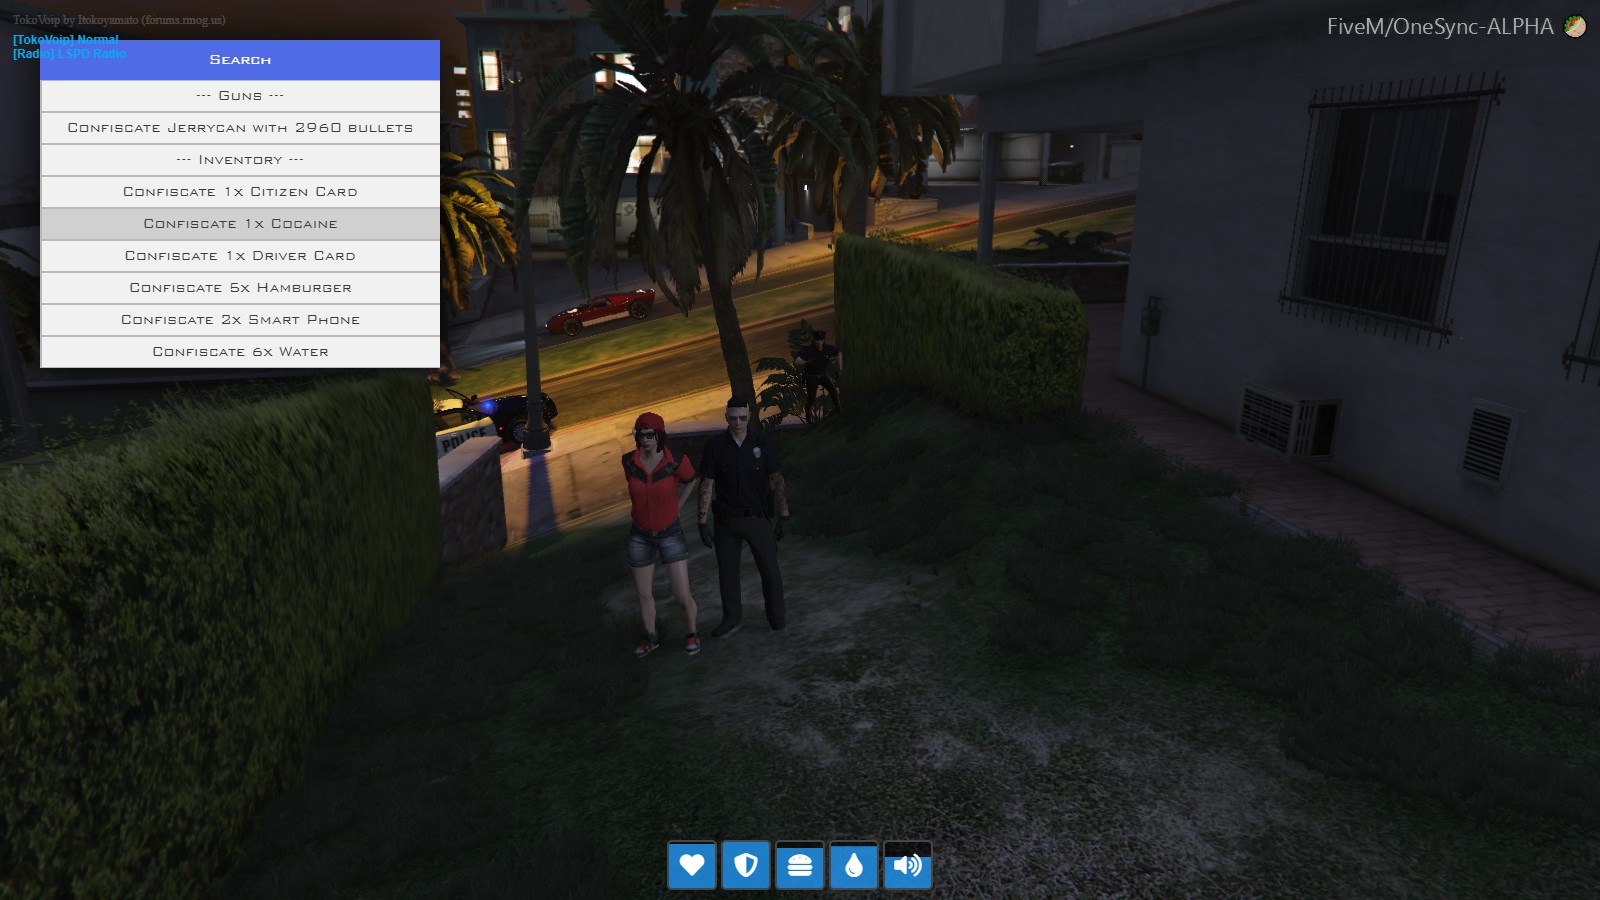 TokoVoip by Itokoyamato (forums.rmog.us)
[TokoVoip] Normal
[Radio] LSPD Radio
FiveM/OneSync-ALPHA
Search
--- Guns ---
Confiscate Jerrycan with 2960 bullets
--- Inventory ---
Confiscate 1x Citizen Card
Confiscate 1x Cocaine
Confiscate 1x Driver Card
Confiscate 5x Hamburger
Confiscate 2x Smart Phone
Confiscate 6x Water
POLICE